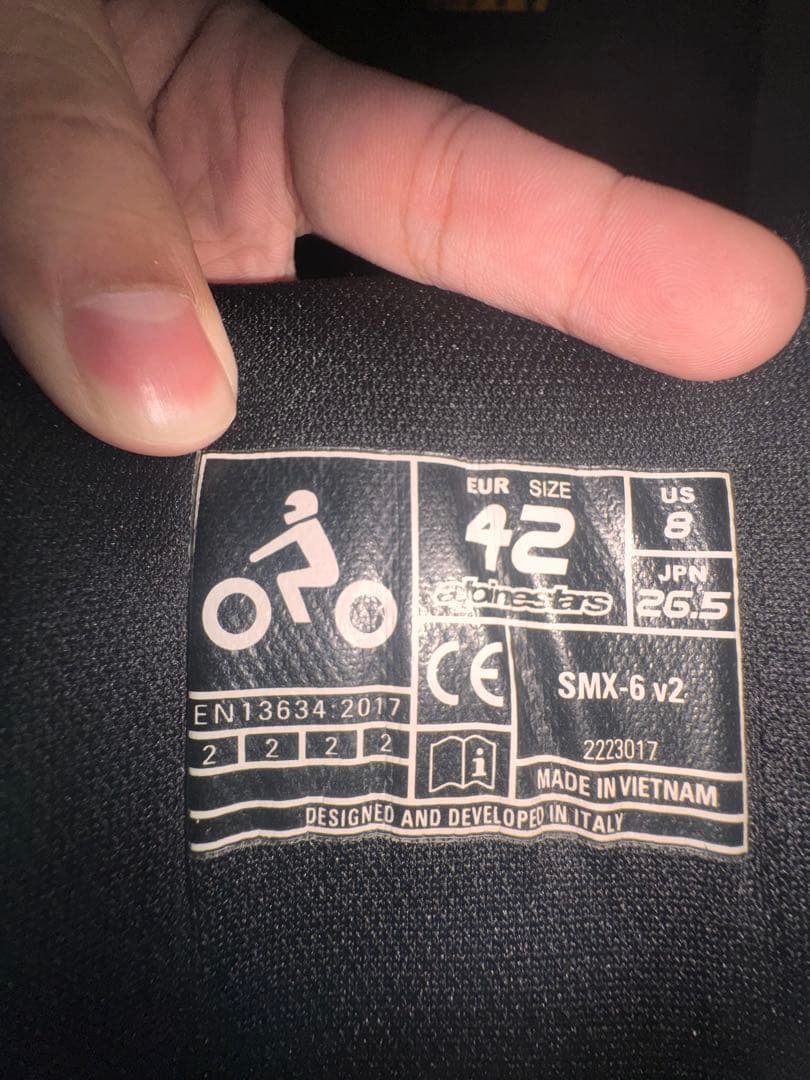 EUR SIZE
42
alpinestars
US
8
JPN
26.5
CE
SMX-6 v2
2223017
EN13634:2017
2 2 2 2
i
MADE IN VIETNAM
DESIGNED AND DEVELOPED IN ITALY